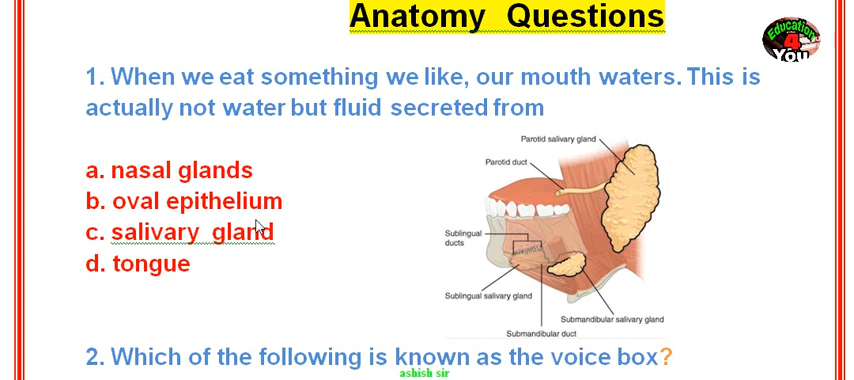 Anatomy Questions
Education
4
You
1. When we eat something we like, our mouth waters. This is
actually not water but fluid secreted from
a. nasal glands
b. oval epithelium
c. salivary gland
d. tongue
Parotid salivary gland
Parotid duct
Sublingual
ducts
Sublingual salivary gland
Submandibular salivary gland
Submandibular duct
2. Which of the following is known as the voice box?
ashish sir